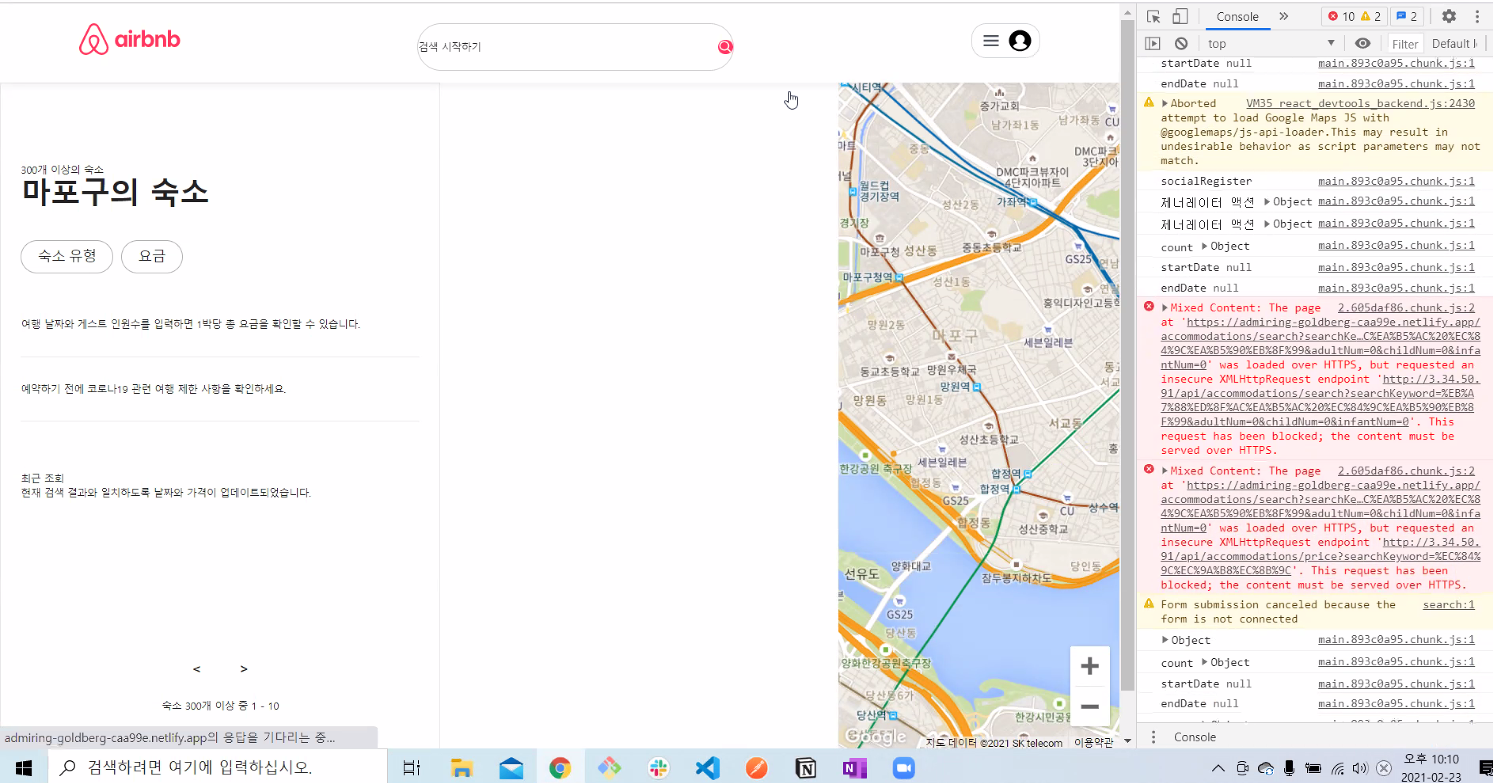 airbnb
검색 시작하기
300개 이상의 숙소
마포구의 숙소
숙소 유형
요금
여행 날짜와 게스트 인원수를 입력하면 1박당 총 요금을 확인할 수 있습니다.
예약하기 전에 코로나19 관련 여행 제한 사항을 확인하세요.
최근 조회
현재 검색 결과와 일치하도록 날짜와 가격이 업데이트되었습니다.
< >
숙소 300개 이상 중 1 - 10
admiring-goldberg-caa99e.netlify.app의 응답을 기다리는 중...
증가교회
남가좌1동
남가좌동
CU
DMC파크
3단지아
DMC파크뷰자이
4단지아파트
월드컵
경기장역
성산2동
가좌역
경기장
마포구청
성산동
중동초등학교
GS25
마포구청역
성산1동
홍익디자인고등학
망원2동
마포구
세븐일레븐
동교초등학교
망원우체국
망원역
망원동
망원1동
서교동
성산초등학교
세븐일레븐
한강공원 축구장
합정역
합정역
합정동
GS25
CU
상수역
합정동
성산중학교
양화대교
선유도
당인동
잠두봉지하차도
GS25
당산동
양화한강공원축구장
당산동6가
당산역
한강시민공원
+
−
Google
지도 데이터 ©2021 SK telecom
이용약관
Console
10
2
2
top
Filter
Default l
startDate null main.893c0a95.chunk.js:1
endDate null main.893c0a95.chunk.js:1
Aborted VM35 react_devtools_backend.js:2430
attempt to load Google Maps JS with
@googlemaps/js-api-loader.This may result in
undesirable behavior as script parameters may not
match.
socialRegister main.893c0a95.chunk.js:1
제너레이터 액션 Object main.893c0a95.chunk.js:1
제너레이터 액션 Object main.893c0a95.chunk.js:1
count Object main.893c0a95.chunk.js:1
startDate null main.893c0a95.chunk.js:1
endDate null main.893c0a95.chunk.js:1
Mixed Content: The page 2.605daf86.chunk.js:2
at 'https://admiring-goldberg-caa99e.netlify.app/
accommodations/search?searchKe…C%EA%B5%AC%20%EC%8
4%9C%EA%B5%90%EB%8F%99&adultNum=0&childNum=0&infa
ntNum=0' was loaded over HTTPS, but requested an
insecure XMLHttpRequest endpoint 'http://3.34.50.
91/api/accommodations/search?searchKeyword=%EB%A
7%88%ED%8F%AC%EA%B5%AC%20%EC%84%9C%EA%B5%90%EB%8
F%99&adultNum=0&childNum=0&infantNum=0'. This
request has been blocked; the content must be
served over HTTPS.
Mixed Content: The page 2.605daf86.chunk.js:2
at 'https://admiring-goldberg-caa99e.netlify.app/
accommodations/search?searchKe…C%EA%B5%AC%20%EC%8
4%9C%EA%B5%90%EB%8F%99&adultNum=0&childNum=0&infa
ntNum=0' was loaded over HTTPS, but requested an
insecure XMLHttpRequest endpoint 'http://3.34.50.
91/api/accommodations/price?searchKeyword=%EC%84
%9C%EC%9A%B8%EC%8B%9C'. This request has been
blocked; the content must be served over HTTPS.
Form submission canceled because the search:1
form is not connected
Object main.893c0a95.chunk.js:1
count Object main.893c0a95.chunk.js:1
startDate null main.893c0a95.chunk.js:1
endDate null main.893c0a95.chunk.js:1
Console
검색하려면 여기에 입력하십시오.
오후 10:10
2021-02-23